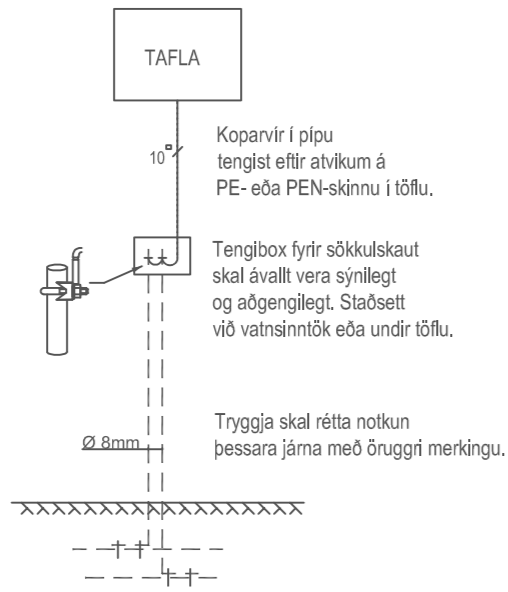 TAFLA
Koparvír í pípu
10▫
tengist eftir atvikum á
PE- eða PEN-skinnu í töflu.
Tengibox fyrir sökkulskaut
skal ávallt vera sýnilegt
og aðgengilegt. Staðsett
við vatnsinntök eða undir töflu.
Tryggja skal rétta notkun
Ø 8mm
þessara járna með öruggri merkingu.